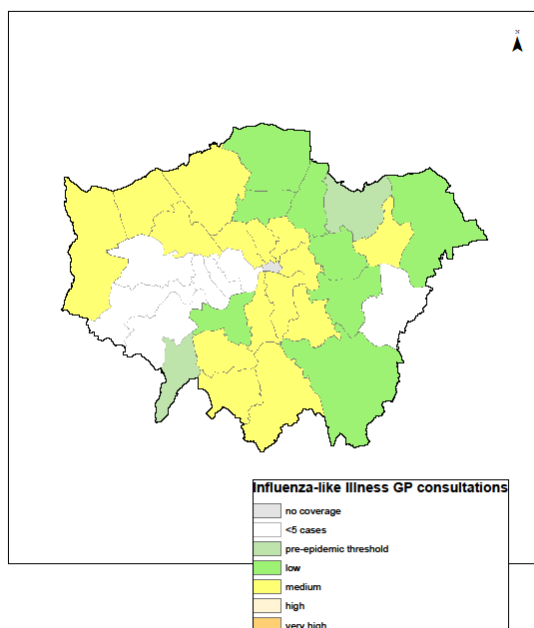 N
Influenza-like Illness GP consultations
no coverage
<5 cases
pre-epidemic threshold
low
medium
high
very high